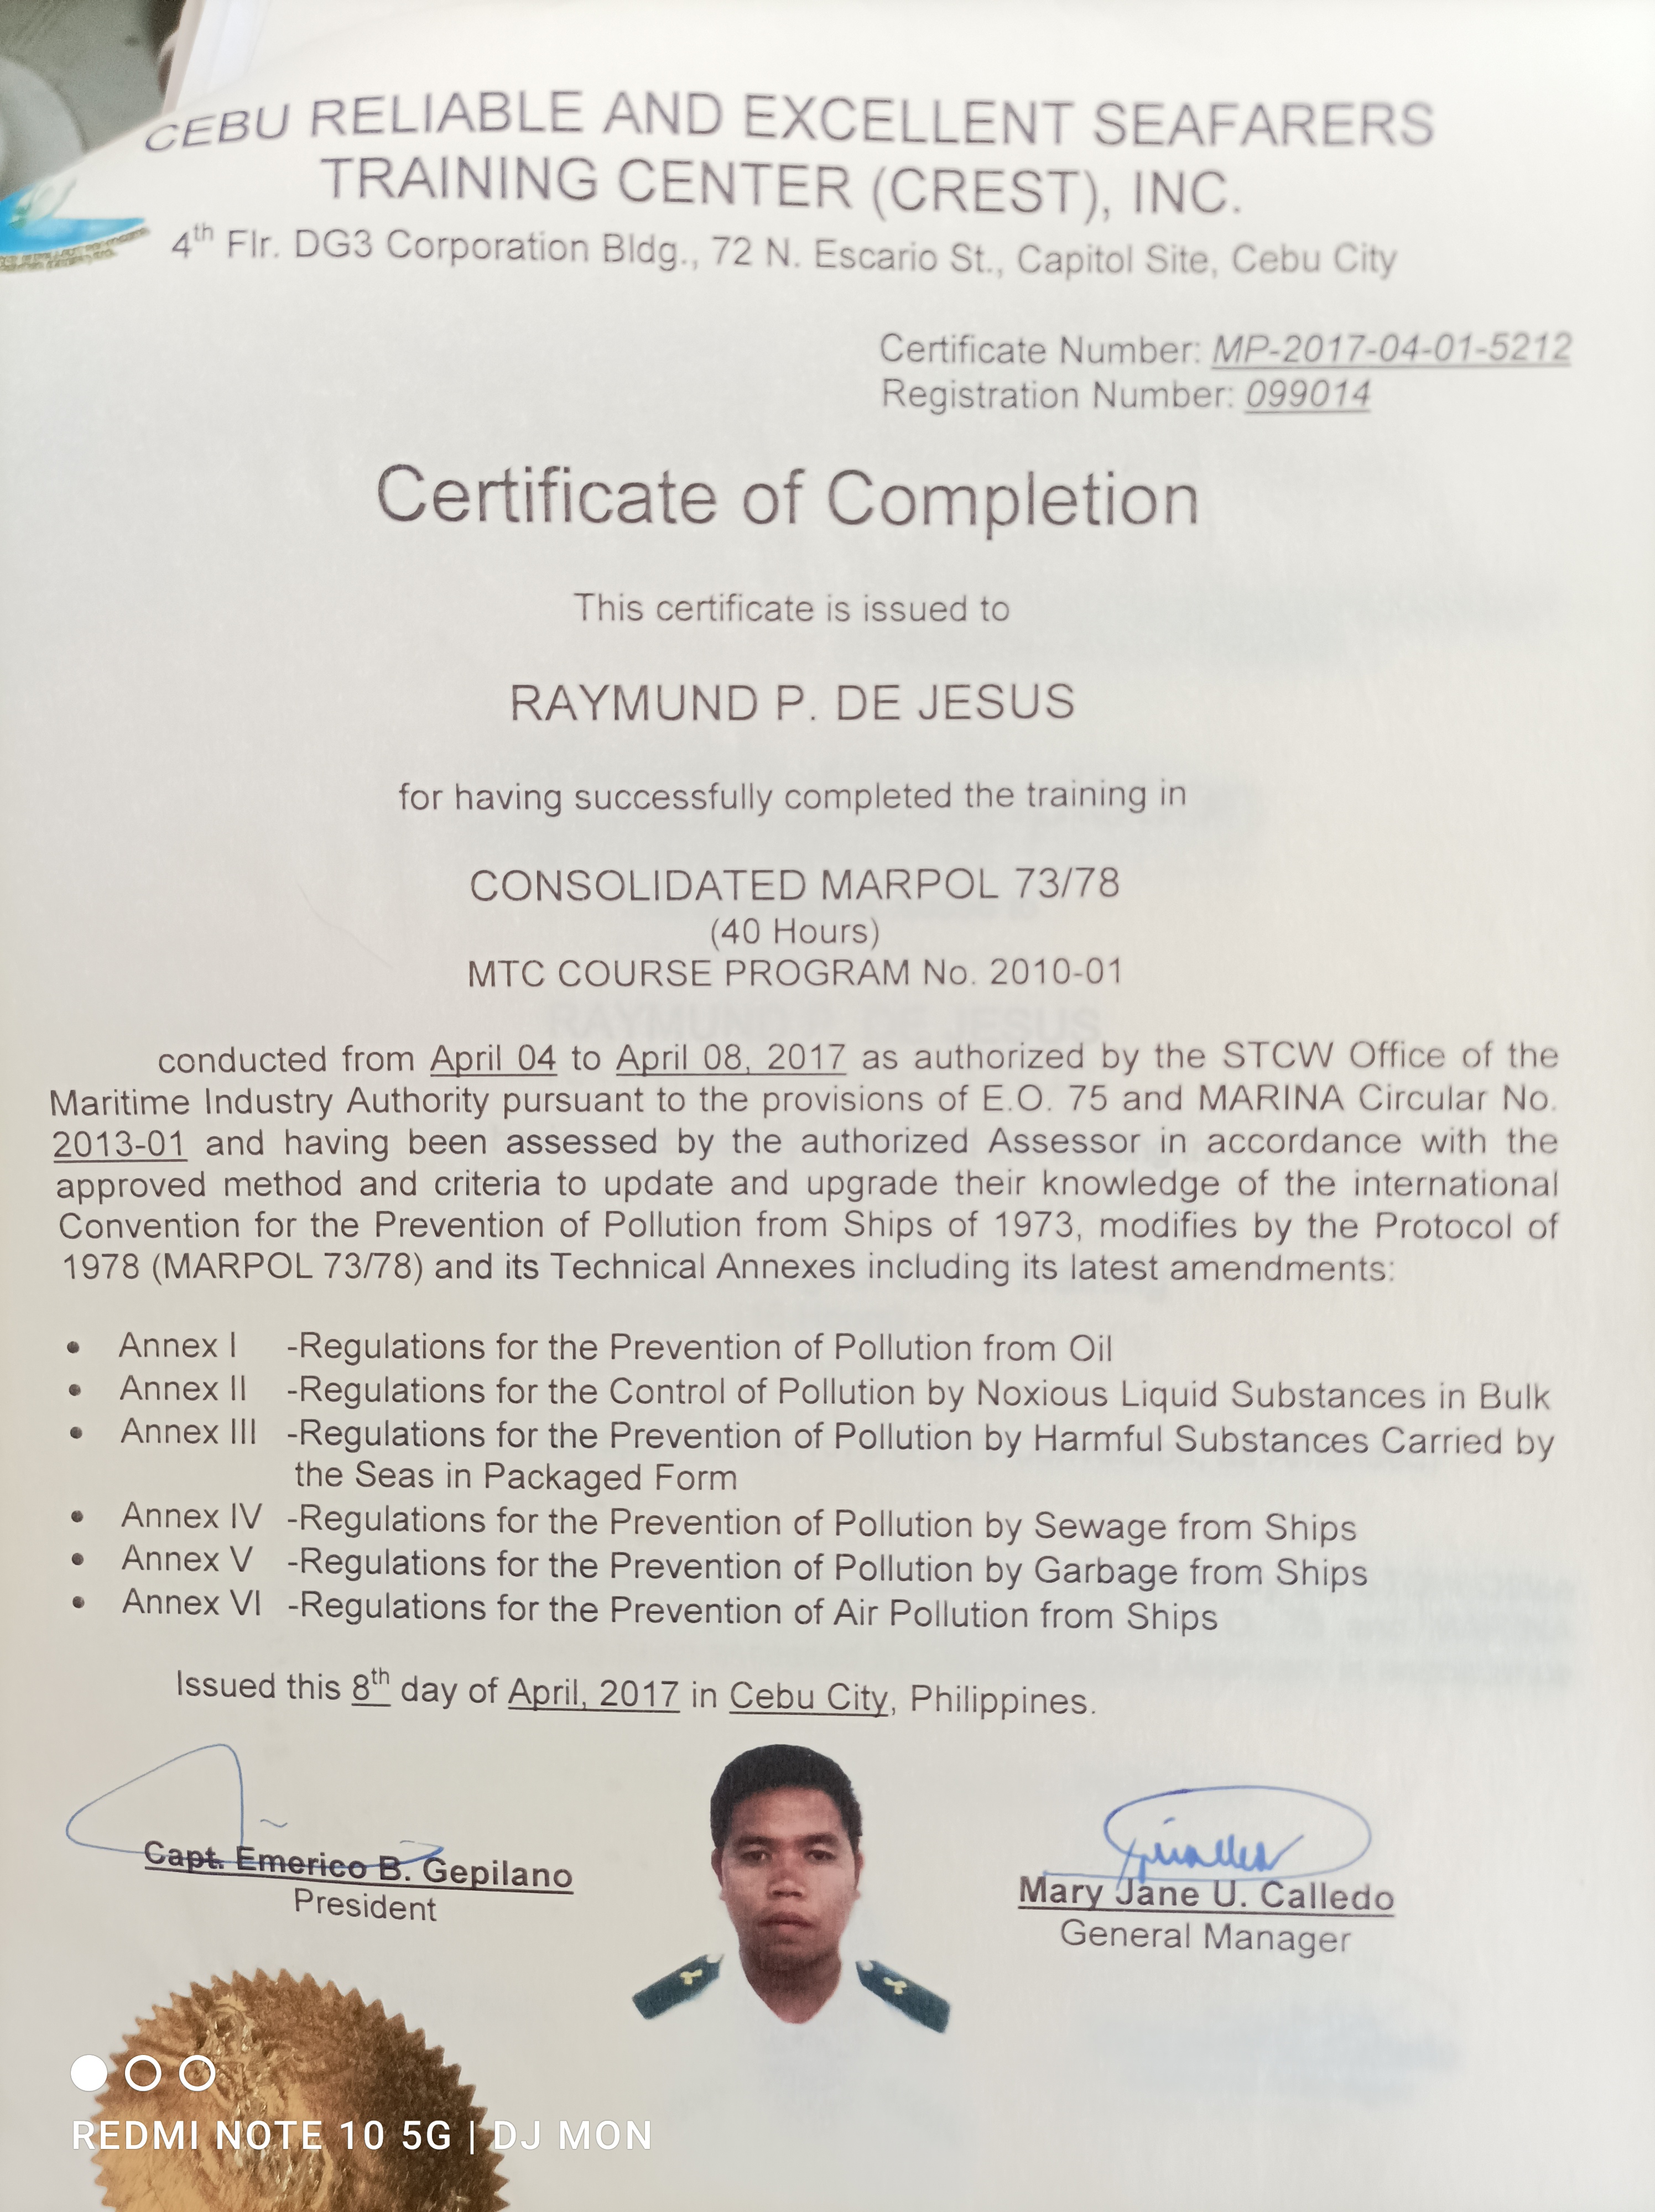 CEBU RELIABLE AND EXCELLENT SEAFARERS
TRAINING CENTER (CREST), INC.
4th Flr. DG3 Corporation Bldg., 72 N. Escario St., Capitol Site, Cebu City
Certificate Number: MP-2017-04-01-5212
Registration Number: 099014
Certificate of Completion
This certificate is issued to
RAYMUND P. DE JESUS
for having successfully completed the training in
CONSOLIDATED MARPOL 73/78
(40 Hours)
MTC COURSE PROGRAM No. 2010-01
conducted from April 04 to April 08, 2017 as authorized by the STCW Office of the
Maritime Industry Authority pursuant to the provisions of E.O. 75 and MARINA Circular No.
2013-01 and having been assessed by the authorized Assessor in accordance with the
approved method and criteria to update and upgrade their knowledge of the international
Convention for the Prevention of Pollution from Ships of 1973, modifies by the Protocol of
1978 (MARPOL 73/78) and its Technical Annexes including its latest amendments:
• Annex I -Regulations for the Prevention of Pollution from Oil
• Annex II -Regulations for the Control of Pollution by Noxious Liquid Substances in Bulk
• Annex III -Regulations for the Prevention of Pollution by Harmful Substances Carried by
the Seas in Packaged Form
• Annex IV -Regulations for the Prevention of Pollution by Sewage from Ships
• Annex V -Regulations for the Prevention of Pollution by Garbage from Ships
• Annex VI -Regulations for the Prevention of Air Pollution from Ships
Issued this 8th day of April, 2017 in Cebu City, Philippines.
Capt. Emerico B. Gepilano
President
Mary Jane U. Calledo
General Manager
REDMI NOTE 10 5G | DJ MON